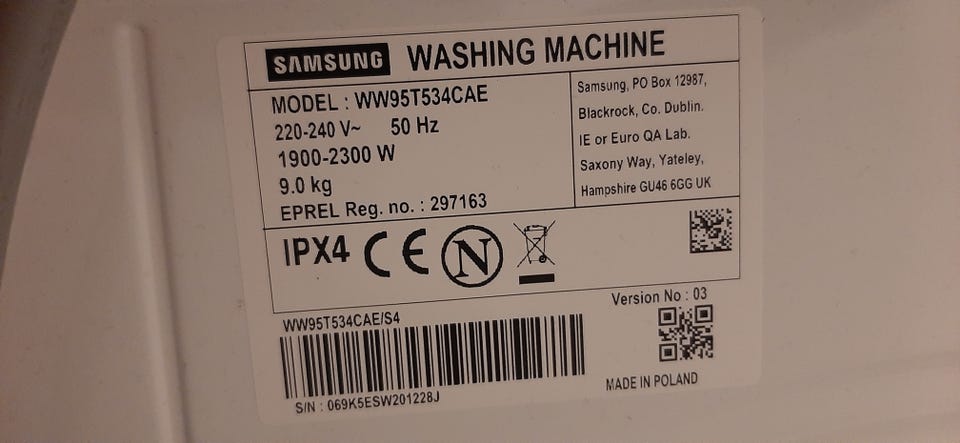 SAMSUNG WASHING MACHINE
MODEL : WW95T534CAE
220-240 V~ 50 Hz
1900-2300 W
9.0 kg
EPREL Reg. no. : 297163
Samsung, PO Box 12987,
Blackrock, Co. Dublin.
IE or Euro QA Lab.
Saxony Way, Yateley,
Hampshire GU46 6GG UK
IPX4 CE N
Version No : 03
WW95T534CAE/S4
S/N : 069K5ESW201228J
MADE IN POLAND